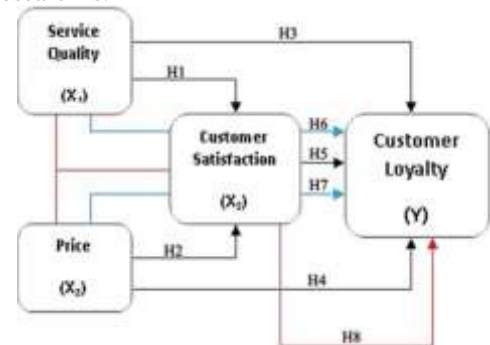 Service
Quality
(X₁)
H3
H1
Customer
Satisfaction
(X₃)
H6
H5
H7
Customer
Loyalty
(Y)
Price
(X₂)
H2
H4
H8